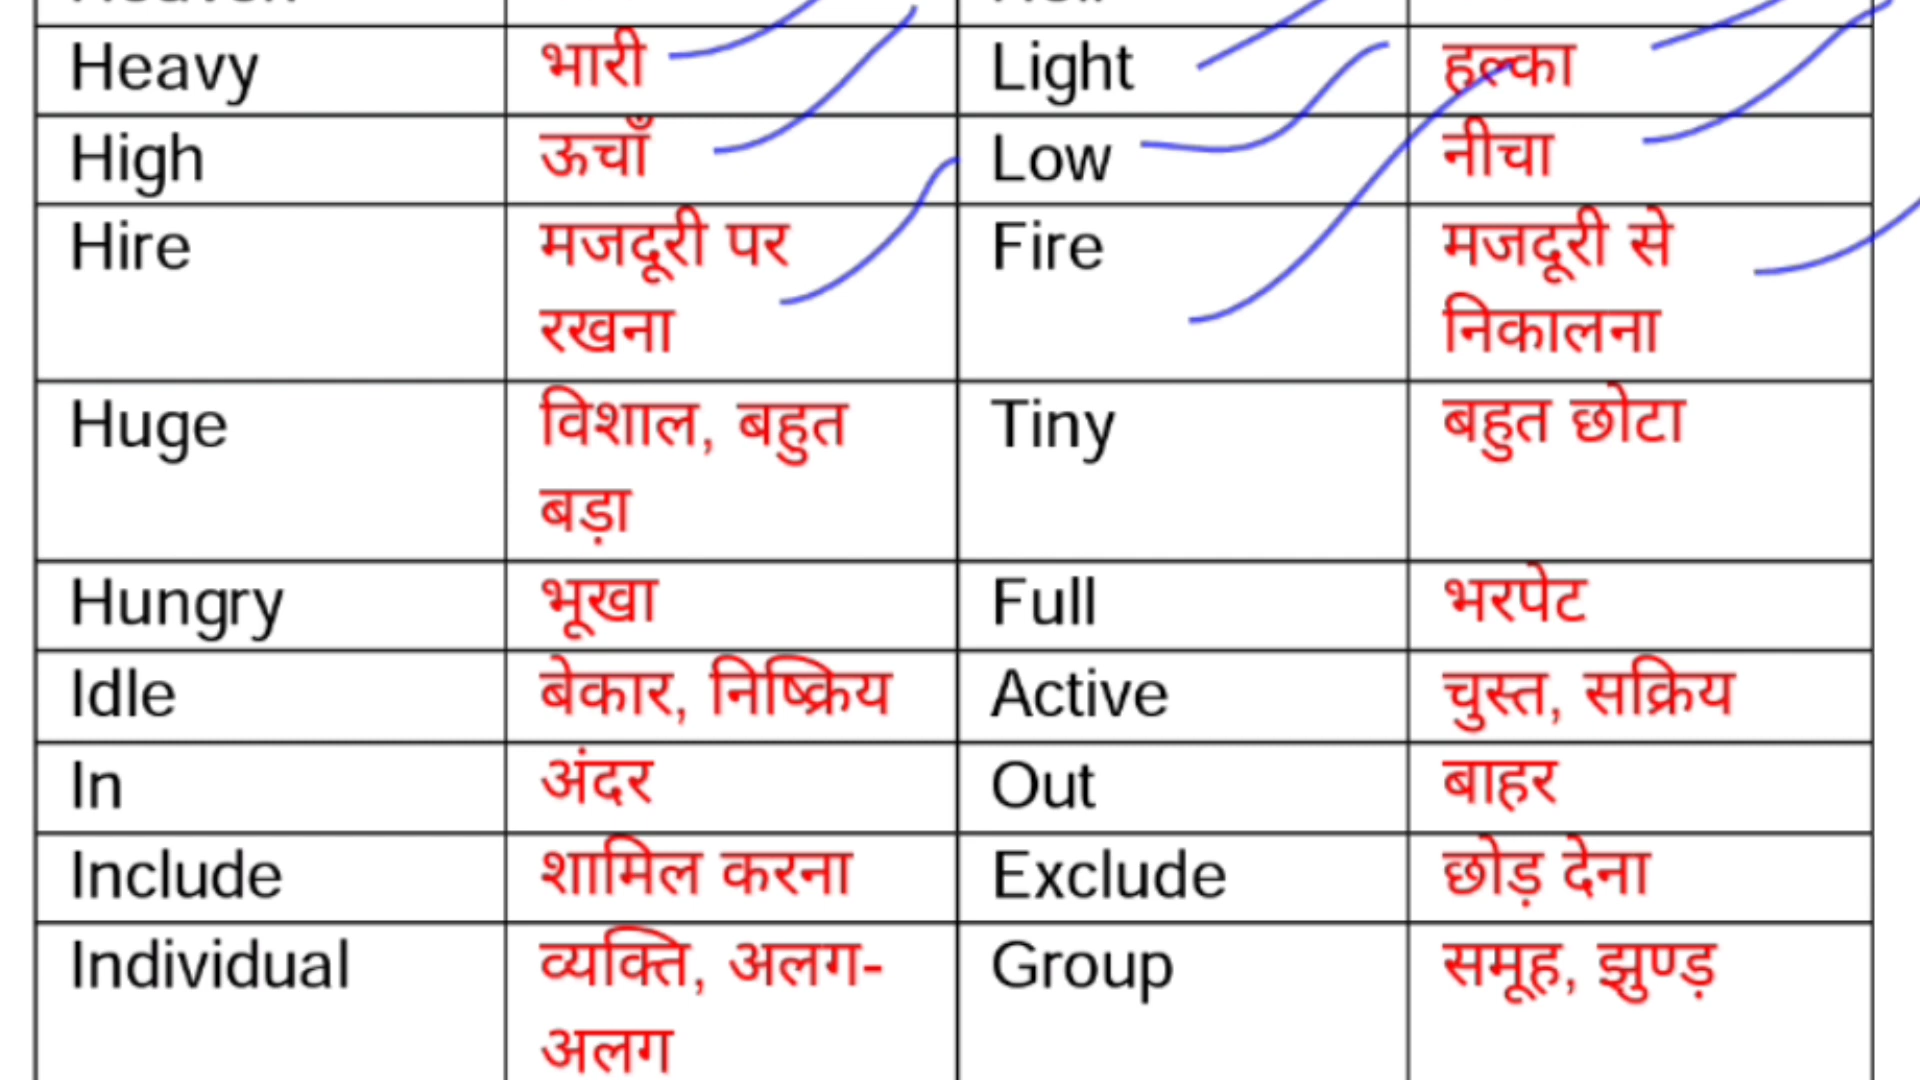 Heavy भारी Light हल्का
High ऊचाँ Low नीचा
Hire मजदूरी पर Fire मजदूरी से
रखना निकालना
Huge विशाल, बहुत Tiny बहुत छोटा
बड़ा
Hungry भूखा Full भरपेट
Idle बेकार, निष्क्रिय Active चुस्त, सक्रिय
In अंदर Out बाहर
Include शामिल करना Exclude छोड़ देना
Individual व्यक्ति, अलग- Group समूह, झुण्ड़
अलग